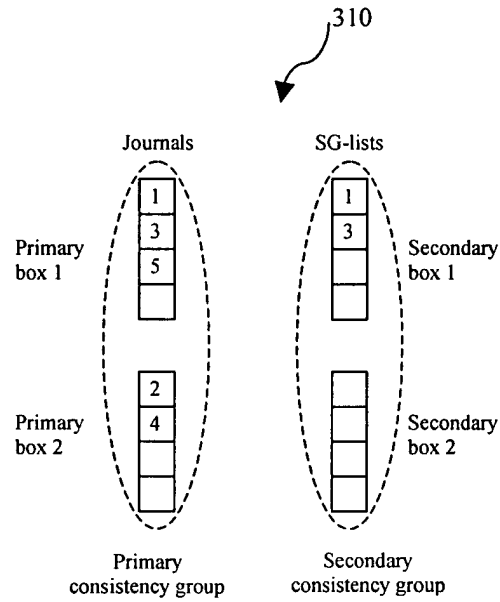 310
Journals
SG-lists
Primary
box 1
1
3
5
1
3
Secondary
box 1
Primary
box 2
2
4
Secondary
box 2
Primary
consistency group
Secondary
consistency group